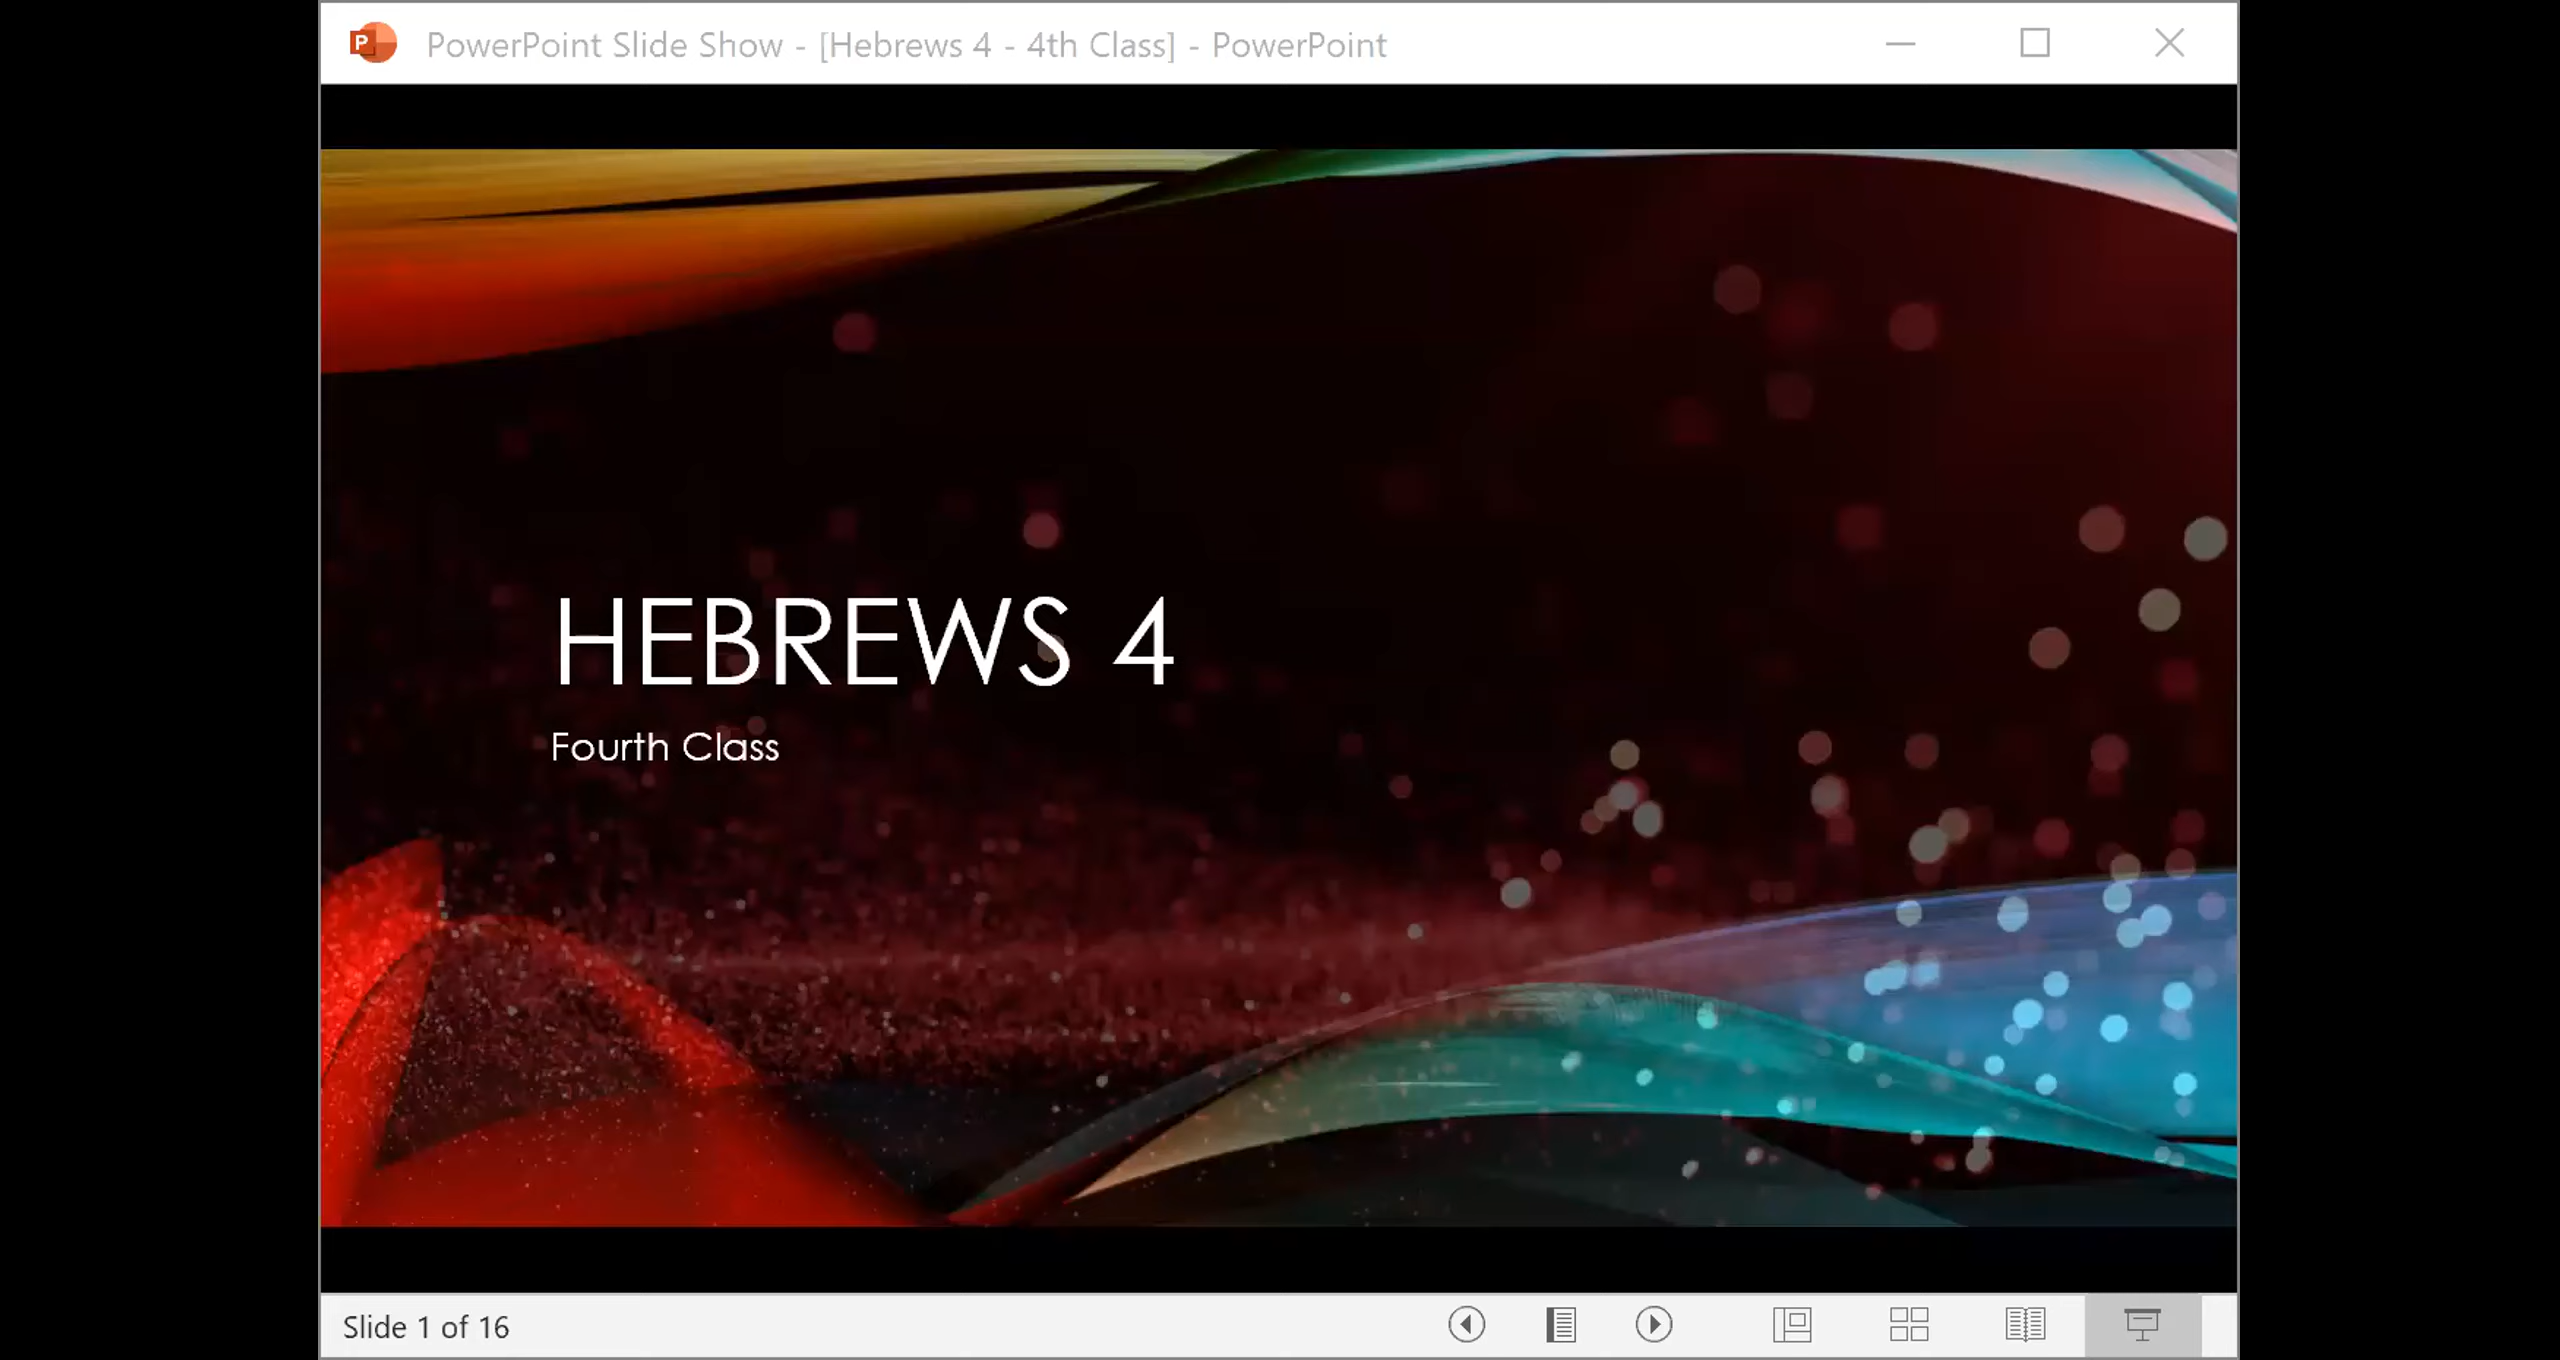 PowerPoint Slide Show - [Hebrews 4 - 4th Class] - PowerPoint
HEBREWS 4
Fourth Class
Slide 1 of 16